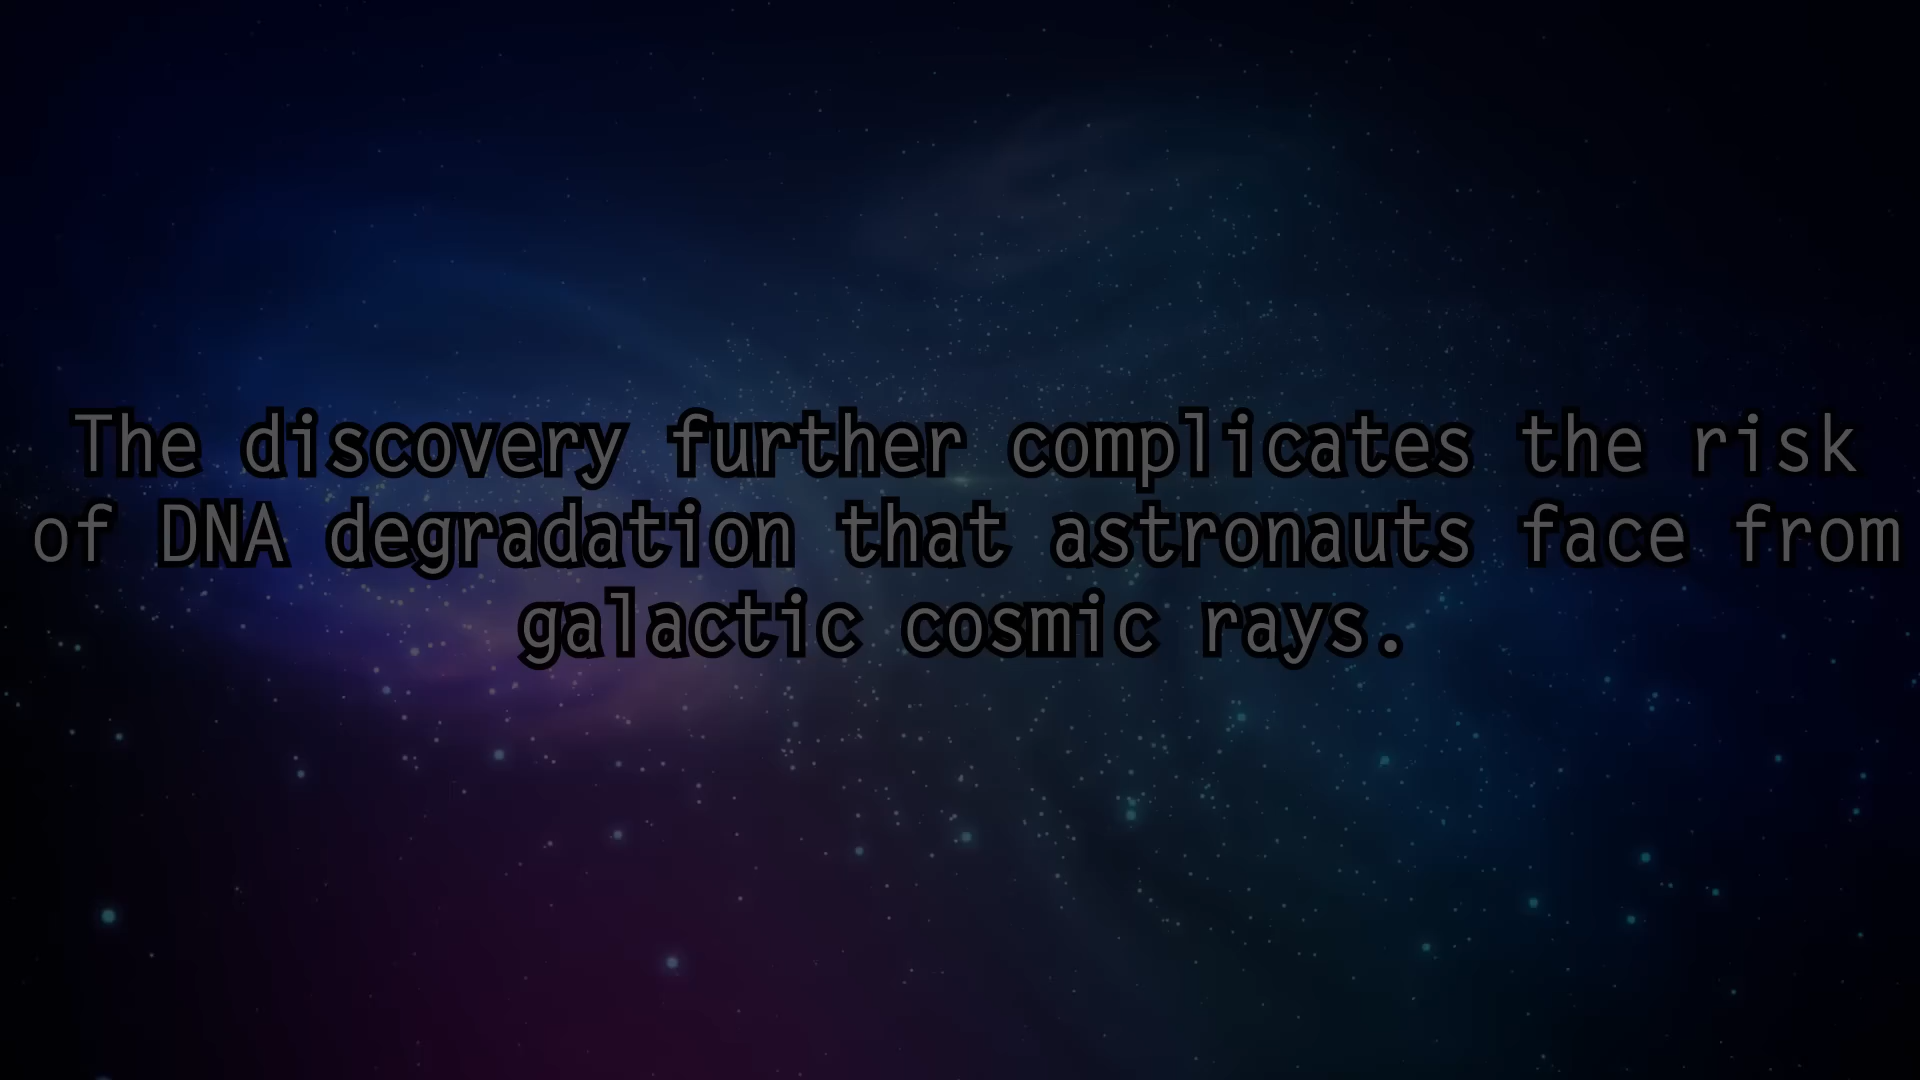 The discovery further complicates the risk
of DNA degradation that astronauts face from
galactic cosmic rays.